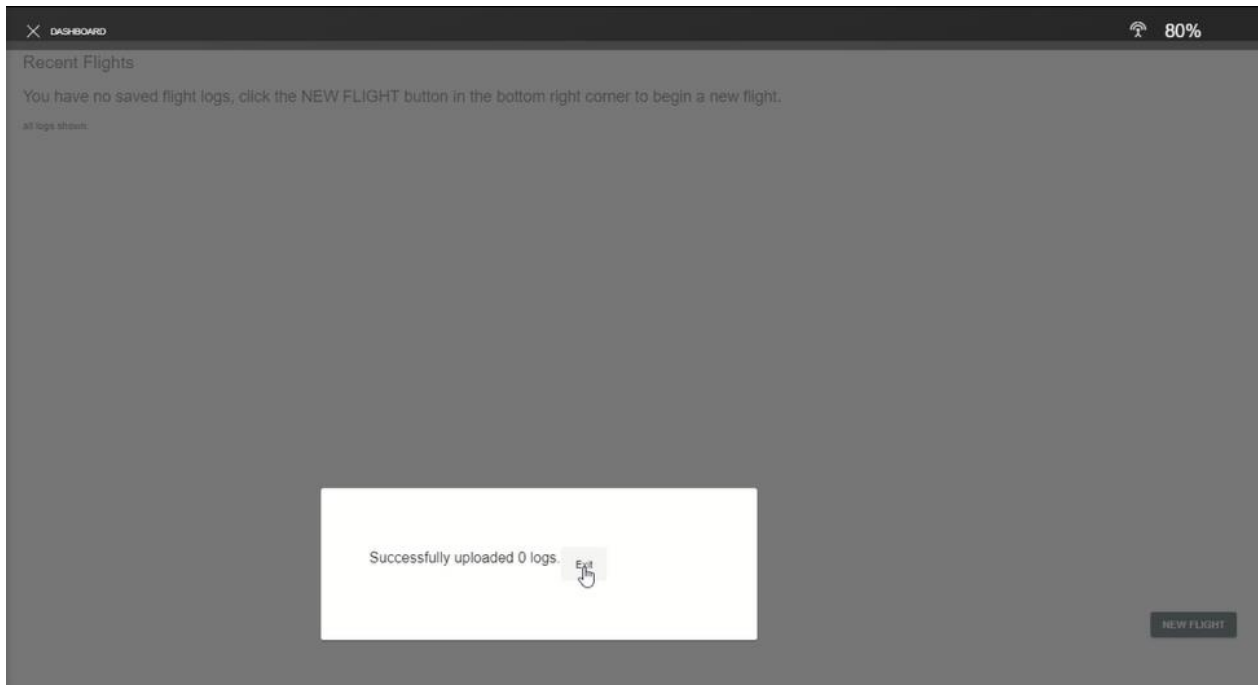 DASHBOARD
80%
Recent Flights
You have no saved flight logs, click the NEW FLIGHT button in the bottom right corner to begin a new flight.
all logs shown.
Successfully uploaded 0 logs.
Exit
NEW FLIGHT